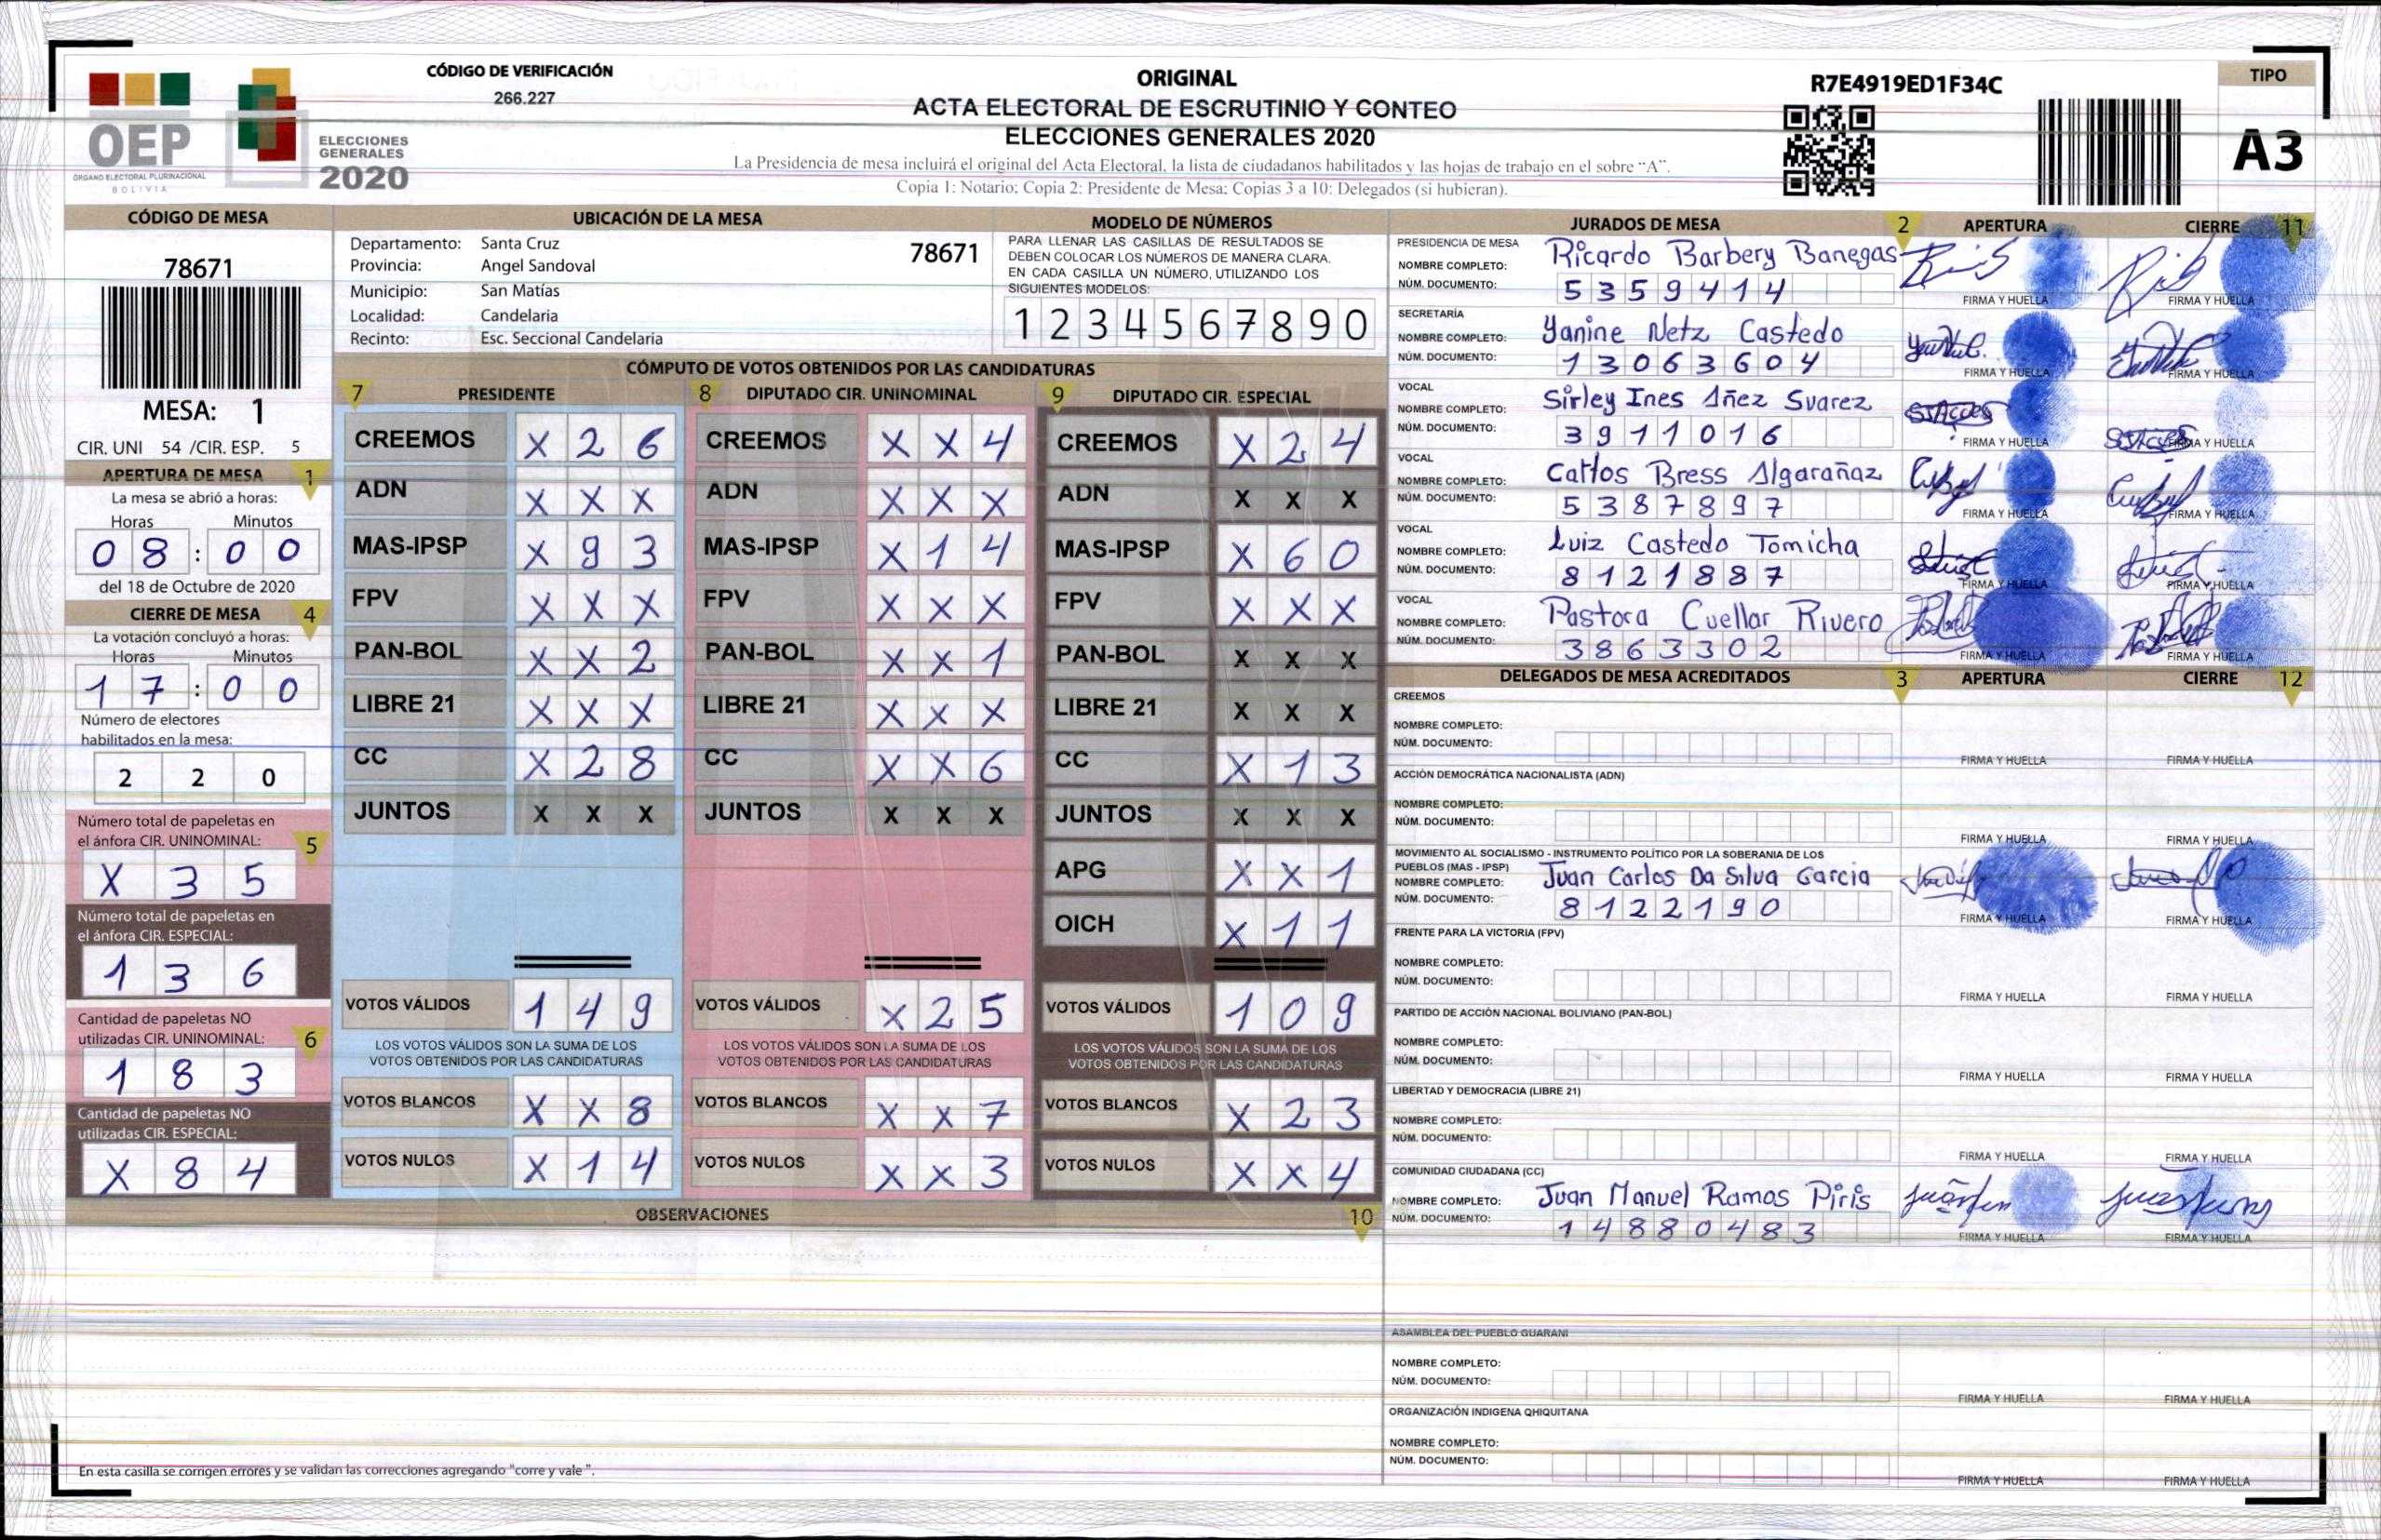 CÓDIGO DE VERIFICACIÓN
266.227
OEP
ÓRGANO ELECTORAL PLURINACIONAL
BOLIVIA
ELECCIONES
GENERALES
2020
ORIGINAL
ACTA ELECTORAL DE ESCRUTINIO Y CONTEO
ELECCIONES GENERALES 2020
La Presidencia de mesa incluirá el original del Acta Electoral, la lista de ciudadanos habilitados y las hojas de trabajo en el sobre "A".
Copia 1: Notario; Copia 2: Presidente de Mesa; Copias 3 a 10: Delegados (si hubieran).
R7E4919ED1F34C
TIPO
A3
CÓDIGO DE MESA
78671
MESA: 1
CIR. UNI 54 /CIR. ESP. 5
APERTURA DE MESA 1
La mesa se abrió a horas:
Horas Minutos
08:00
del 18 de Octubre de 2020
CIERRE DE MESA 4
La votación concluyó a horas:
Horas Minutos
17:00
Número de electores
habilitados en la mesa:
2 2 0
Número total de papeletas en
el ánfora CIR. UNINOMINAL: 5
X 3 5
Número total de papeletas en
el ánfora CIR. ESPECIAL:
1 3 6
Cantidad de papeletas NO
utilizadas CIR. UNINOMINAL: 6
1 8 3
Cantidad de papeletas NO
utilizadas CIR. ESPECIAL:
X 8 4
UBICACIÓN DE LA MESA
Departamento: Santa Cruz 78671
Provincia: Angel Sandoval
Municipio: San Matías
Localidad: Candelaria
Recinto: Esc. Seccional Candelaria
MODELO DE NÚMEROS
PARA LLENAR LAS CASILLAS DE RESULTADOS SE
DEBEN COLOCAR LOS NÚMEROS DE MANERA CLARA.
EN CADA CASILLA UN NÚMERO, UTILIZANDO LOS
SIGUIENTES MODELOS:
1 2 3 4 5 6 7 8 9 0
CÓMPUTO DE VOTOS OBTENIDOS POR LAS CANDIDATURAS
7 PRESIDENTE
CREEMOS X 2 6
ADN X X X
MAS-IPSP X 9 3
FPV X X X
PAN-BOL X X 2
LIBRE 21 X X X
CC X 2 8
JUNTOS X X X
VOTOS VÁLIDOS 1 4 9
LOS VOTOS VÁLIDOS SON LA SUMA DE LOS
VOTOS OBTENIDOS POR LAS CANDIDATURAS
VOTOS BLANCOS X X 8
VOTOS NULOS X 1 4
8 DIPUTADO CIR. UNINOMINAL
CREEMOS X X 4
ADN X X X
MAS-IPSP X 1 4
FPV X X X
PAN-BOL X X 1
LIBRE 21 X X X
CC X X 6
JUNTOS X X X
VOTOS VÁLIDOS X 2 5
LOS VOTOS VÁLIDOS SON LA SUMA DE LOS
VOTOS OBTENIDOS POR LAS CANDIDATURAS
VOTOS BLANCOS X X 7
VOTOS NULOS X X 3
9 DIPUTADO CIR. ESPECIAL
CREEMOS X 2 4
ADN X X X
MAS-IPSP X 6 0
FPV X X X
PAN-BOL X X X
LIBRE 21 X X X
CC X 1 3
JUNTOS X X X
APG X X 1
OICH X 1 1
VOTOS VÁLIDOS 1 0 9
LOS VOTOS VÁLIDOS SON LA SUMA DE LOS
VOTOS OBTENIDOS POR LAS CANDIDATURAS
VOTOS BLANCOS X 2 3
VOTOS NULOS X X 4
OBSERVACIONES 10
En esta casilla se corrigen errores y se validan las correcciones agregando "corre y vale ".
JURADOS DE MESA 2 APERTURA CIERRE 11
PRESIDENCIA DE MESA
NOMBRE COMPLETO: Ricardo Barbery Banegas
NÚM. DOCUMENTO: 5359414
FIRMA Y HUELLA FIRMA Y HUELLA
SECRETARÍA
NOMBRE COMPLETO: Yanine Netz Castedo
NÚM. DOCUMENTO: 13063604
FIRMA Y HUELLA FIRMA Y HUELLA
VOCAL
NOMBRE COMPLETO: Sirley Ines Añez Suarez
NÚM. DOCUMENTO: 3911016
FIRMA Y HUELLA FIRMA Y HUELLA
VOCAL
NOMBRE COMPLETO: Carlos Bress Algarañaz
NÚM. DOCUMENTO: 5387897
FIRMA Y HUELLA FIRMA Y HUELLA
VOCAL
NOMBRE COMPLETO: Luiz Castedo Tomicha
NÚM. DOCUMENTO: 8121887
FIRMA Y HUELLA FIRMA Y HUELLA
VOCAL
NOMBRE COMPLETO: Pastora Cuellar Rivero
NÚM. DOCUMENTO: 3863302
FIRMA Y HUELLA FIRMA Y HUELLA
DELEGADOS DE MESA ACREDITADOS 3 APERTURA CIERRE 12
CREEMOS
NOMBRE COMPLETO:
NÚM. DOCUMENTO:
FIRMA Y HUELLA FIRMA Y HUELLA
ACCIÓN DEMOCRÁTICA NACIONALISTA (ADN)
NOMBRE COMPLETO:
NÚM. DOCUMENTO:
FIRMA Y HUELLA FIRMA Y HUELLA
MOVIMIENTO AL SOCIALISMO - INSTRUMENTO POLÍTICO POR LA SOBERANIA DE LOS
PUEBLOS (MAS - IPSP)
NOMBRE COMPLETO: Juan Carlos Da Silva Garcia
NÚM. DOCUMENTO: 8122190
FIRMA Y HUELLA FIRMA Y HUELLA
FRENTE PARA LA VICTORIA (FPV)
NOMBRE COMPLETO:
NÚM. DOCUMENTO:
FIRMA Y HUELLA FIRMA Y HUELLA
PARTIDO DE ACCIÓN NACIONAL BOLIVIANO (PAN-BOL)
NOMBRE COMPLETO:
NÚM. DOCUMENTO:
FIRMA Y HUELLA FIRMA Y HUELLA
LIBERTAD Y DEMOCRACIA (LIBRE 21)
NOMBRE COMPLETO:
NÚM. DOCUMENTO:
FIRMA Y HUELLA FIRMA Y HUELLA
COMUNIDAD CIUDADANA (CC)
NOMBRE COMPLETO: Juan Manuel Ramos Piris
NÚM. DOCUMENTO: 14880483
FIRMA Y HUELLA FIRMA Y HUELLA
ASAMBLEA DEL PUEBLO GUARANI
NOMBRE COMPLETO:
NÚM. DOCUMENTO:
FIRMA Y HUELLA FIRMA Y HUELLA
ORGANIZACIÓN INDIGENA QHIQUITANA
NOMBRE COMPLETO:
NÚM. DOCUMENTO:
FIRMA Y HUELLA FIRMA Y HUELLA